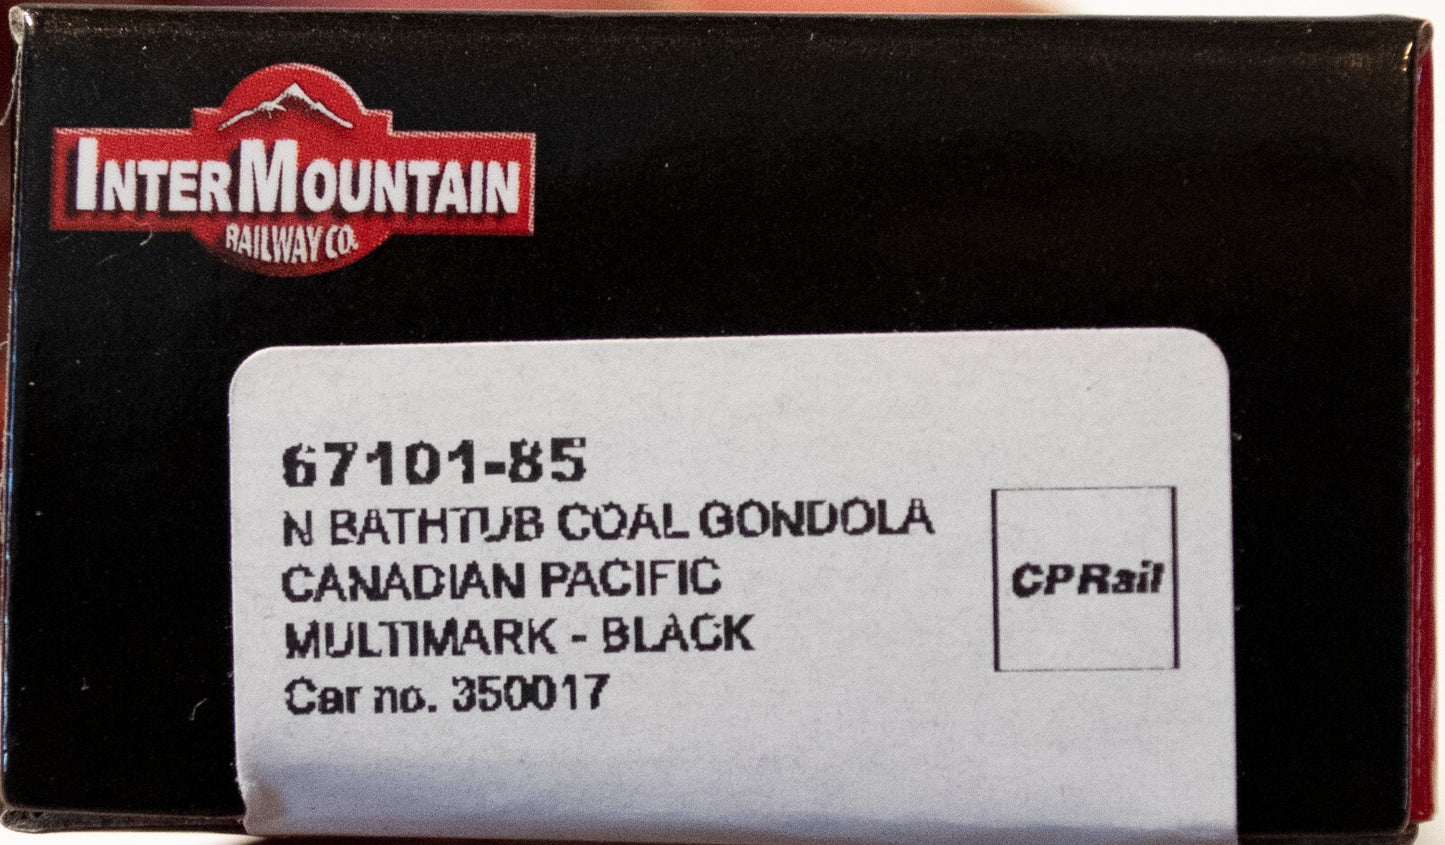 INTERMOUNTAIN
RAILWAY CO.
67101-85
N BATHTUB COAL GONDOLA
CANADIAN PACIFIC
MULTIMARK - BLACK
Car no. 350017
CPRail